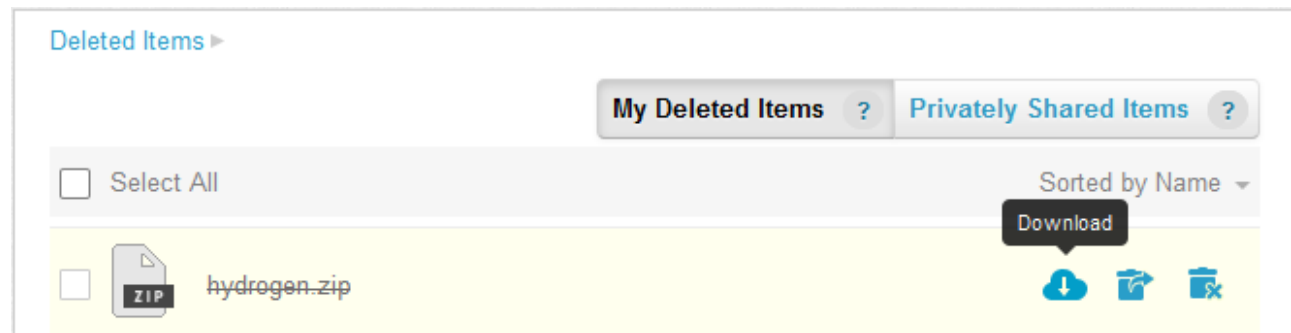 Deleted Items
My Deleted Items ? Privately Shared Items ?
Select All Sorted by Name
Download
ZIP hydrogen.zip